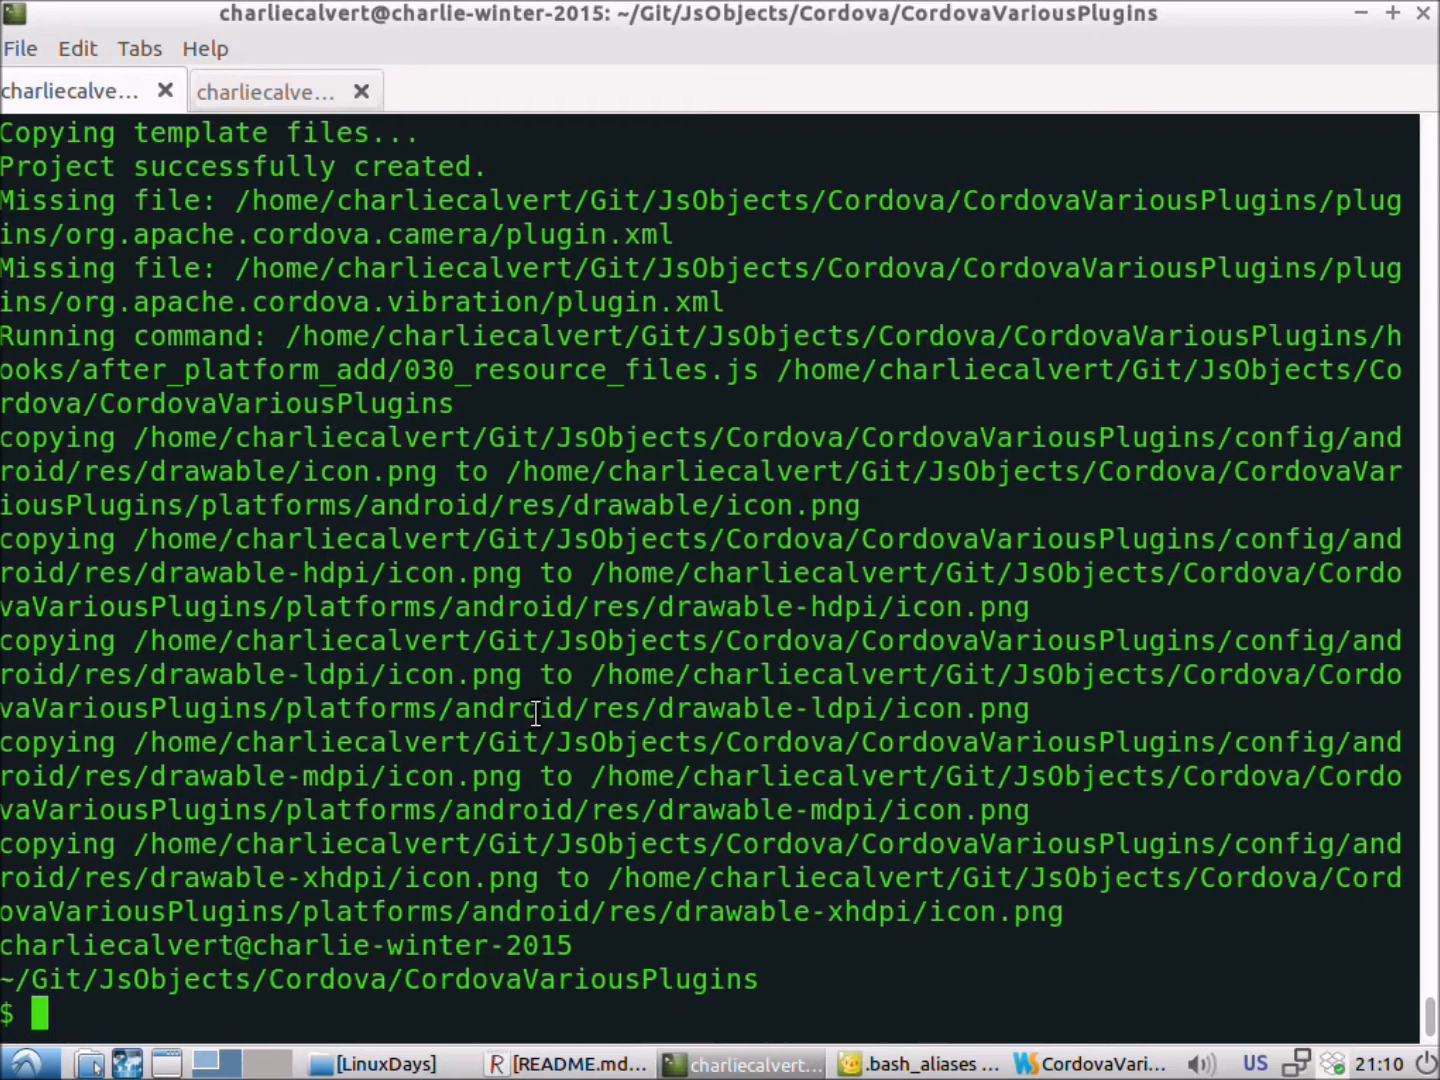 charliecalvert@charlie-winter-2015: ~/Git/JsObjects/Cordova/CordovaVariousPlugins
File Edit Tabs Help
charliecalve... charliecalve...
Copying template files...
Project successfully created.
Missing file: /home/charliecalvert/Git/JsObjects/Cordova/CordovaVariousPlugins/plug
ins/org.apache.cordova.camera/plugin.xml
Missing file: /home/charliecalvert/Git/JsObjects/Cordova/CordovaVariousPlugins/plug
ins/org.apache.cordova.vibration/plugin.xml
Running command: /home/charliecalvert/Git/JsObjects/Cordova/CordovaVariousPlugins/h
ooks/after_platform_add/030_resource_files.js /home/charliecalvert/Git/JsObjects/Co
rdova/CordovaVariousPlugins
copying /home/charliecalvert/Git/JsObjects/Cordova/CordovaVariousPlugins/config/and
roid/res/drawable/icon.png to /home/charliecalvert/Git/JsObjects/Cordova/CordovaVar
iousPlugins/platforms/android/res/drawable/icon.png
copying /home/charliecalvert/Git/JsObjects/Cordova/CordovaVariousPlugins/config/and
roid/res/drawable-hdpi/icon.png to /home/charliecalvert/Git/JsObjects/Cordova/Cordo
vaVariousPlugins/platforms/android/res/drawable-hdpi/icon.png
copying /home/charliecalvert/Git/JsObjects/Cordova/CordovaVariousPlugins/config/and
roid/res/drawable-ldpi/icon.png to /home/charliecalvert/Git/JsObjects/Cordova/Cordo
vaVariousPlugins/platforms/android/res/drawable-ldpi/icon.png
copying /home/charliecalvert/Git/JsObjects/Cordova/CordovaVariousPlugins/config/and
roid/res/drawable-mdpi/icon.png to /home/charliecalvert/Git/JsObjects/Cordova/Cordo
vaVariousPlugins/platforms/android/res/drawable-mdpi/icon.png
copying /home/charliecalvert/Git/JsObjects/Cordova/CordovaVariousPlugins/config/and
roid/res/drawable-xhdpi/icon.png to /home/charliecalvert/Git/JsObjects/Cordova/Cord
ovaVariousPlugins/platforms/android/res/drawable-xhdpi/icon.png
charliecalvert@charlie-winter-2015
~/Git/JsObjects/Cordova/CordovaVariousPlugins
$
[LinuxDays] [README.md... charliecalvert... .bash_aliases ... CordovaVari... US 21:10